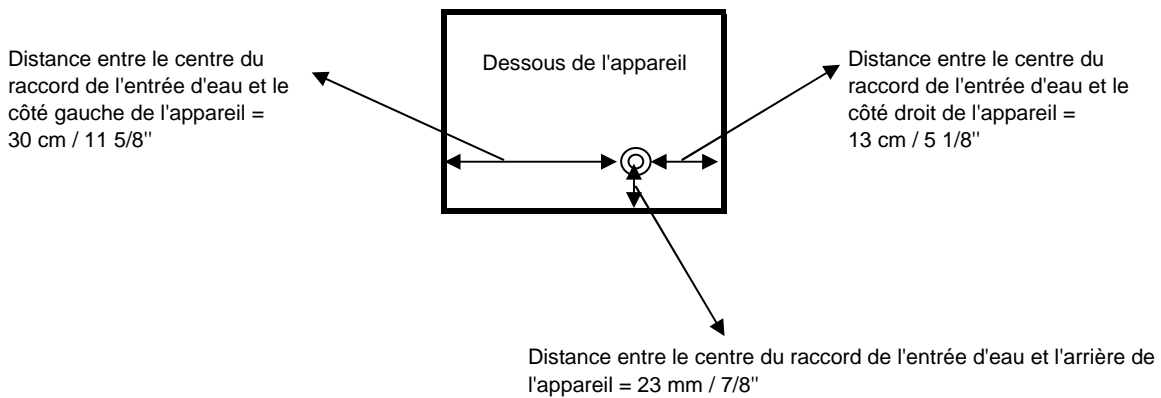 Distance entre le centre du
raccord de l'entrée d'eau et le
côté gauche de l'appareil =
30 cm / 11 5/8"
Dessous de l'appareil
Distance entre le centre du
raccord de l'entrée d'eau et le
côté droit de l'appareil =
13 cm / 5 1/8"
Distance entre le centre du raccord de l'entrée d'eau et l'arrière de
l'appareil = 23 mm / 7/8"